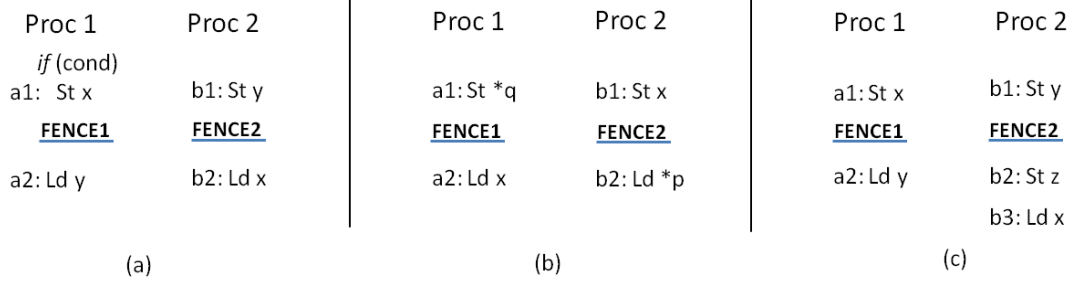 Proc 1 Proc 2
if (cond)
a1: St x b1: St y
FENCE1 FENCE2
a2: Ld y b2: Ld x
(a)
Proc 1 Proc 2
a1: St *q b1: St x
FENCE1 FENCE2
a2: Ld x b2: Ld *p
(b)
Proc 1 Proc 2
a1: St x b1: St y
FENCE1 FENCE2
a2: Ld y b2: St z
b3: Ld x
(c)